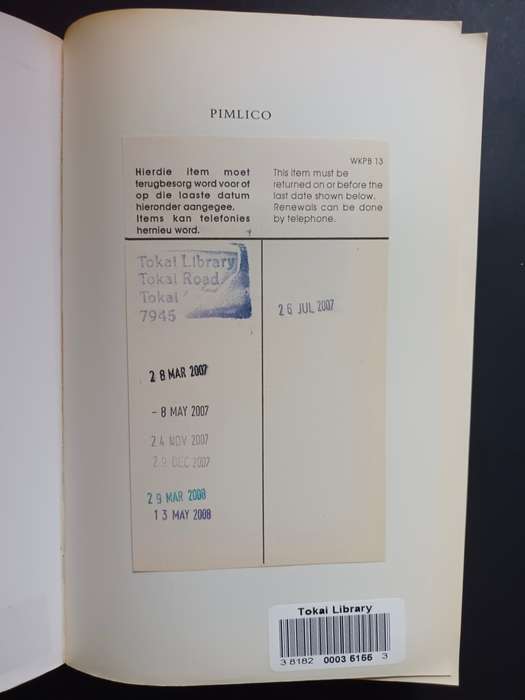 PIMLICO
WKPB 13
Hierdie item moet
terugbesorg word voor of
op die laaste datum
hieronder aangegee.
Items kan telefonies
hernieu word.
This item must be
returned on or before the
last date shown below.
Renewals can be done
by telephone.
Tokai Library
Tokai Road
Tokai
7945
26 JUL 2007
28 MAR 2007
- 8 MAY 2007
24 NOV 2007
29 DEC 2007
29 MAR 2008
13 MAY 2008
Tokai Library
3 8182 0003 5155 3